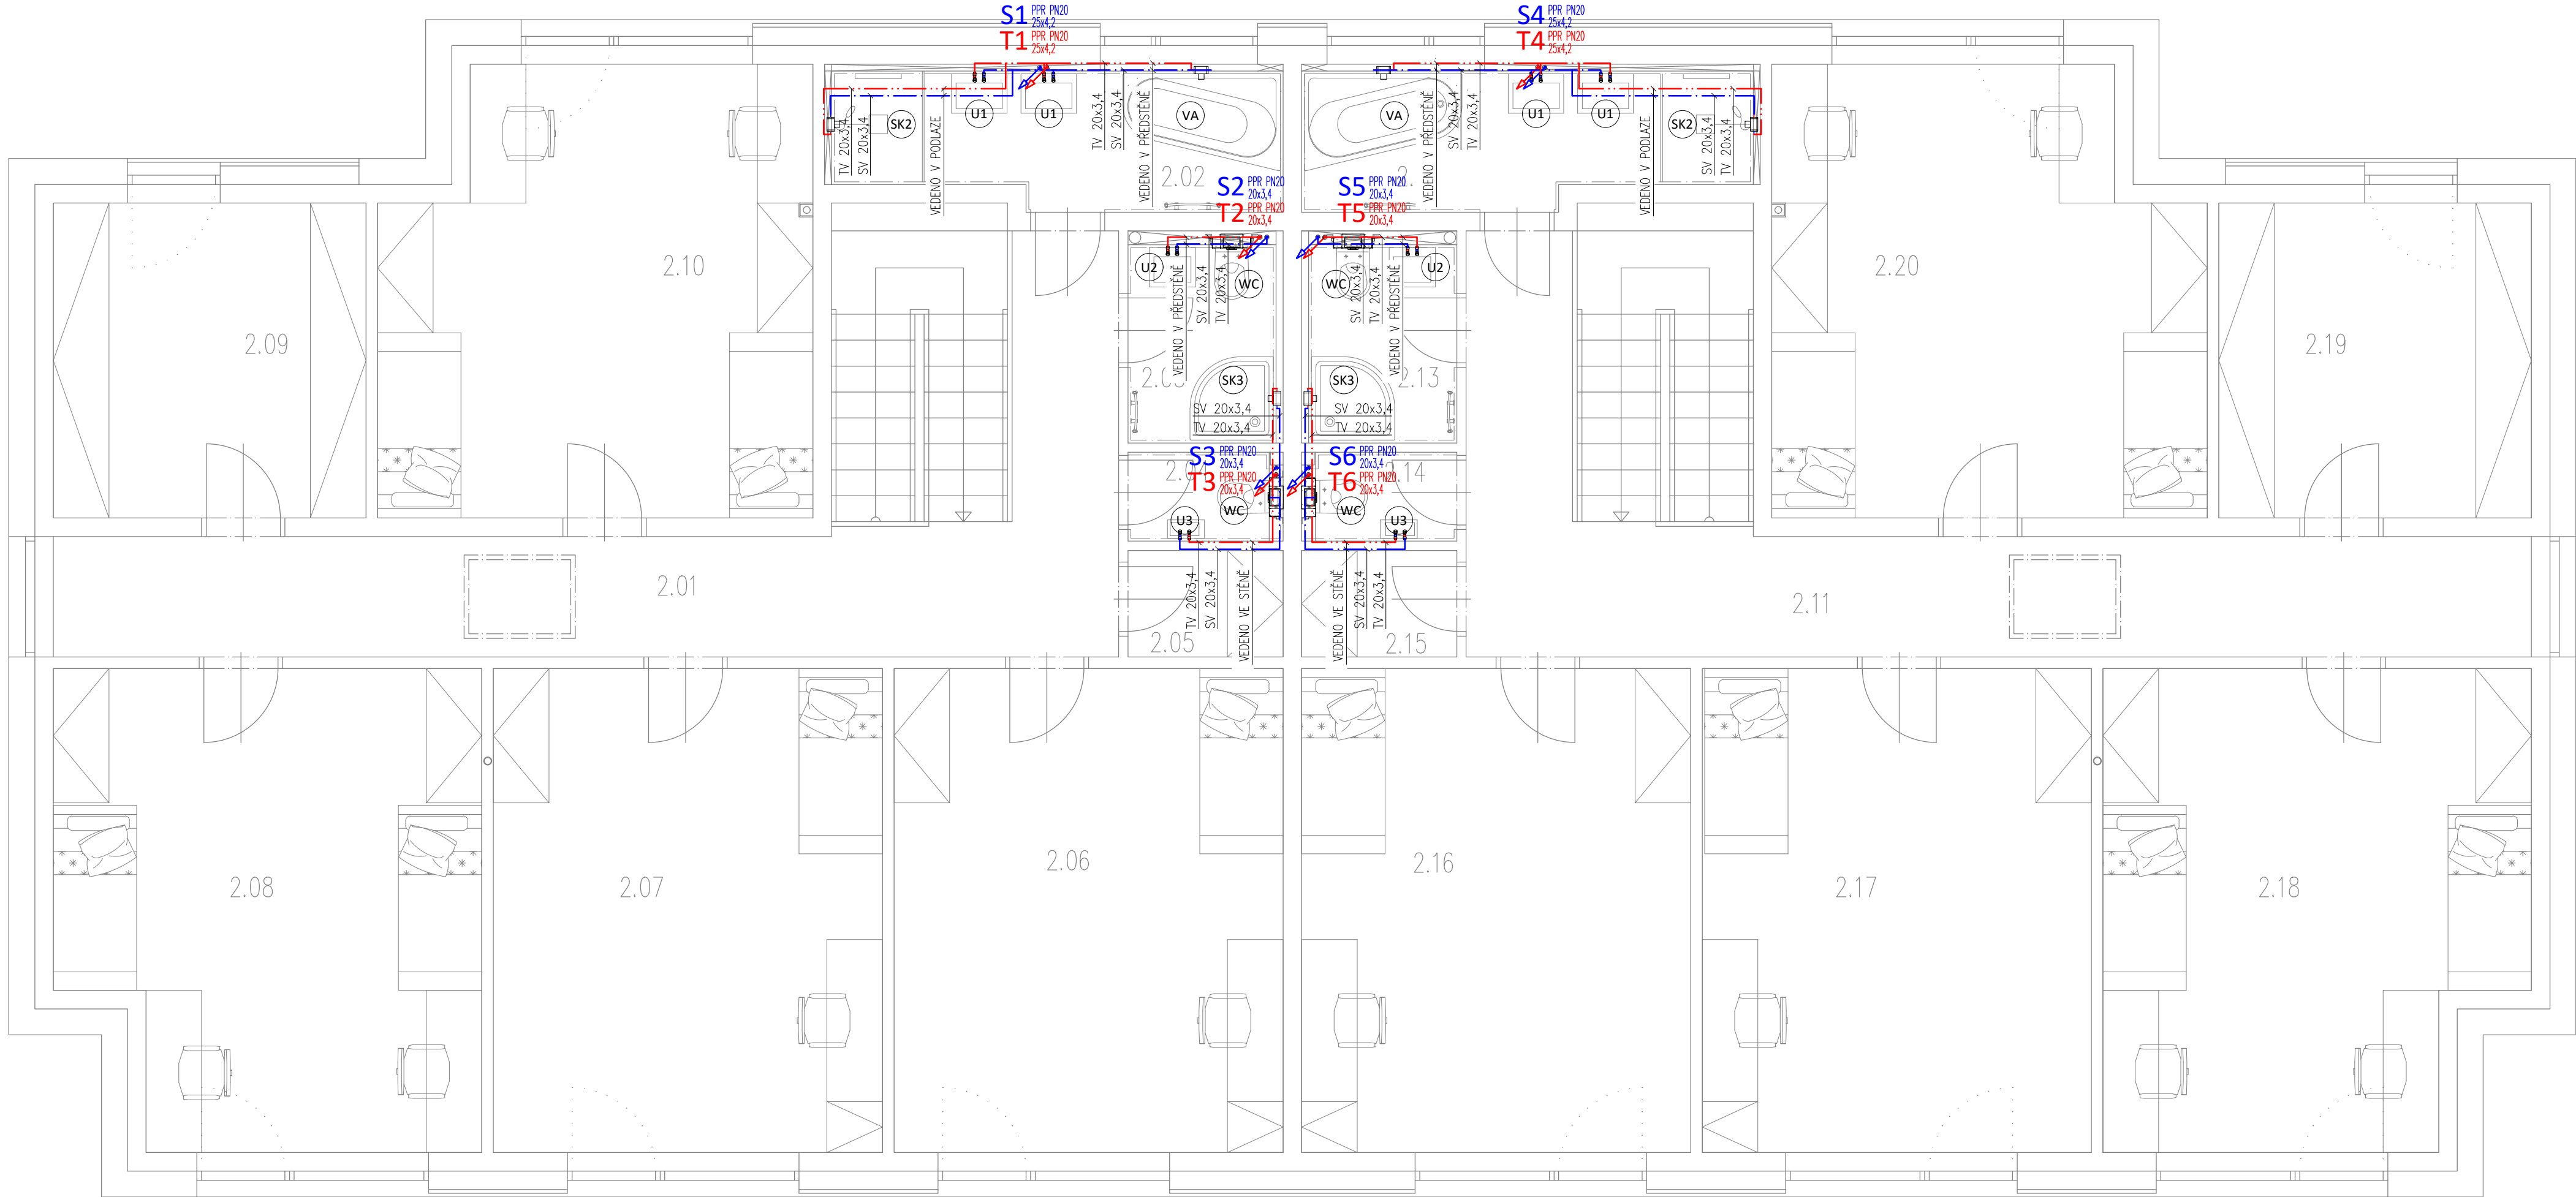 S1 PPR PN20
25x4,2
T1 PPR PN20
25x4,2
S4 PPR PN20
25x4,2
T4 PPR PN20
25x4,2
SK2
U1
U1
VA
VA
U1
U1
SK2
TV 20x3,4
SV 20x3,4
VEDENO V PODLAZE
TV 20x3,4
SV 20x3,4
VEDENO V PŘEDSTĚNĚ
VEDENO V PŘEDSTĚNĚ
SV 20x3,4
TV 20x3,4
VEDENO V PODLAZE
SV 20x3,4
TV 20x3,4
2.02
S2 PPR PN20
20x3,4
T2 PPR PN20
20x3,4
S5 PPR PN20
20x3,4
T5 PPR PN20
20x3,4
U2
WC
WC
U2
VEDENO V PŘEDSTĚNĚ
SV 20x3,4
TV 20x3,4
SV 20x3,4
TV 20x3,4
VEDENO V PŘEDSTĚNĚ
2.10
2.20
2.09
2.19
SK3
SK3
2.13
SV 20x3,4
TV 20x3,4
SV 20x3,4
TV 20x3,4
S3 PPR PN20
20x3,4
T3 PPR PN20
20x3,4
S6 PPR PN20
20x3,4
T6 PPR PN20
20x3,4
2.14
WC
U3
WC
U3
TV 20x3,4
SV 20x3,4
VEDENO VE STĚNĚ
VEDENO VE STĚNĚ
SV 20x3,4
TV 20x3,4
2.01
2.11
2.05
2.15
2.08
2.07
2.06
2.16
2.17
2.18